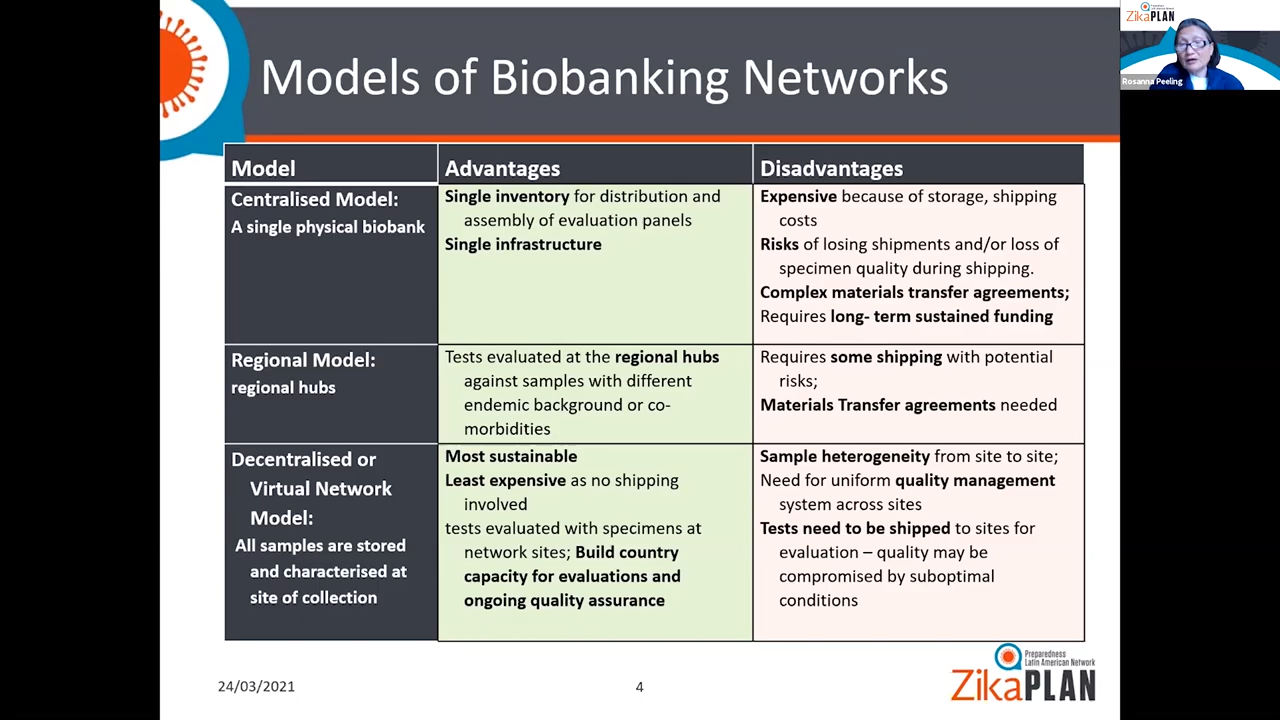 Models of Biobanking Networks
Model
Advantages
Disadvantages
Centralised Model:
A single physical biobank
Single inventory for distribution and
assembly of evaluation panels
Single infrastructure
Expensive because of storage, shipping
costs
Risks of losing shipments and/or loss of
specimen quality during shipping.
Complex materials transfer agreements;
Requires long- term sustained funding
Regional Model:
regional hubs
Tests evaluated at the regional hubs
against samples with different
endemic background or co-
morbidities
Requires some shipping with potential
risks;
Materials Transfer agreements needed
Decentralised or
Virtual Network
Model:
All samples are stored
and characterised at
site of collection
Most sustainable
Least expensive as no shipping
involved
tests evaluated with specimens at
network sites; Build country
capacity for evaluations and
ongoing quality assurance
Sample heterogeneity from site to site;
Need for uniform quality management
system across sites
Tests need to be shipped to sites for
evaluation – quality may be
compromised by suboptimal
conditions
24/03/2021
4
Preparedness
Latin American Network
ZikaPLAN
ZikaPLAN
Rosanna Peeling